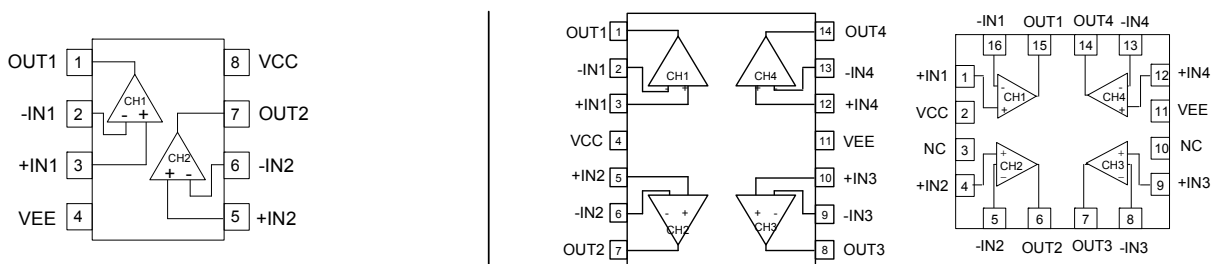 OUT1 1 8 VCC
-IN1 2 CH1 - + 7 OUT2
+IN1 3 CH2 + - 6 -IN2
VEE 4 5 +IN2
OUT1 1 14 OUT4
-IN1 2 CH1 - + CH4 + - 13 -IN4
+IN1 3 12 +IN4
VCC 4 11 VEE
+IN2 5 10 +IN3
-IN2 6 - + CH2 + - CH3 9 -IN3
OUT2 7 8 OUT3
-IN1 OUT1 OUT4 -IN4
16 15 14 13
+IN1 1 - + CH1 - + CH4 12 +IN4
VCC 2 11 VEE
NC 3 10 NC
+IN2 4 + - CH2 + - CH3 9 +IN3
5 6 7 8
-IN2 OUT2 OUT3 -IN3